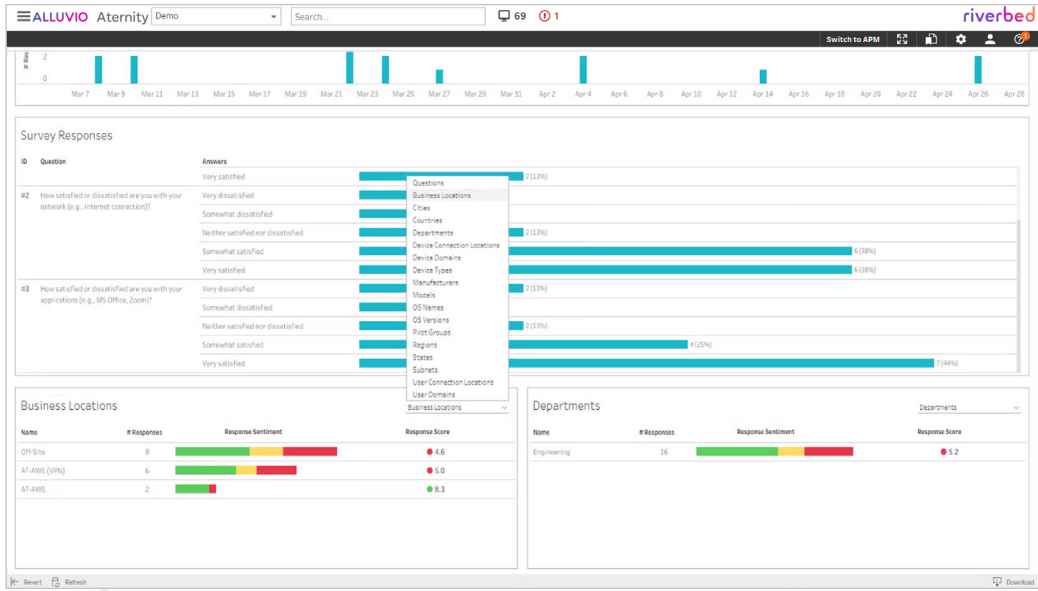 ALLUVIO Aternity Demo Search... 69 1 riverbed
Switch to APM 1
# Res
2
0
Mar 7 Mar 9 Mar 11 Mar 13 Mar 15 Mar 17 Mar 19 Mar 21 Mar 23 Mar 25 Mar 27 Mar 29 Mar 31 Apr 2 Apr 4 Apr 6 Apr 8 Apr 10 Apr 12 Apr 14 Apr 16 Apr 18 Apr 20 Apr 22 Apr 24 Apr 26 Apr 28
Survey Responses
ID Question Answers
Very satisfied 2 (13%)
#2 How satisfied or dissatisfied are you with your
network (e.g., Internet connection)?
Very dissatisfied
Somewhat dissatisfied
Neither satisfied nor dissatisfied 2 (13%)
Somewhat satisfied 6 (38%)
Very satisfied 6 (38%)
#3 How satisfied or dissatisfied are you with your
applications (e.g., MS Office, Zoom)?
Very dissatisfied 2 (13%)
Somewhat dissatisfied
Neither satisfied nor dissatisfied 2 (13%)
Somewhat satisfied 4 (25%)
Very satisfied 7 (44%)
Questions
Business Locations
Cities
Countries
Departments
Device Connection Locations
Device Domains
Device Types
Manufacturers
Models
OS Names
OS Versions
Pilot Groups
Regions
States
Subnets
User Connection Locations
User Domains
Business Locations Business Locations
Name # Responses Response Sentiment Response Score
Off-Site 8 4.6
AT-AWE (VPN) 6 5.0
AT-AWE 2 8.3
Departments Departments
Name # Responses Response Sentiment Response Score
Engineering 16 5.2
Revert Refresh Download